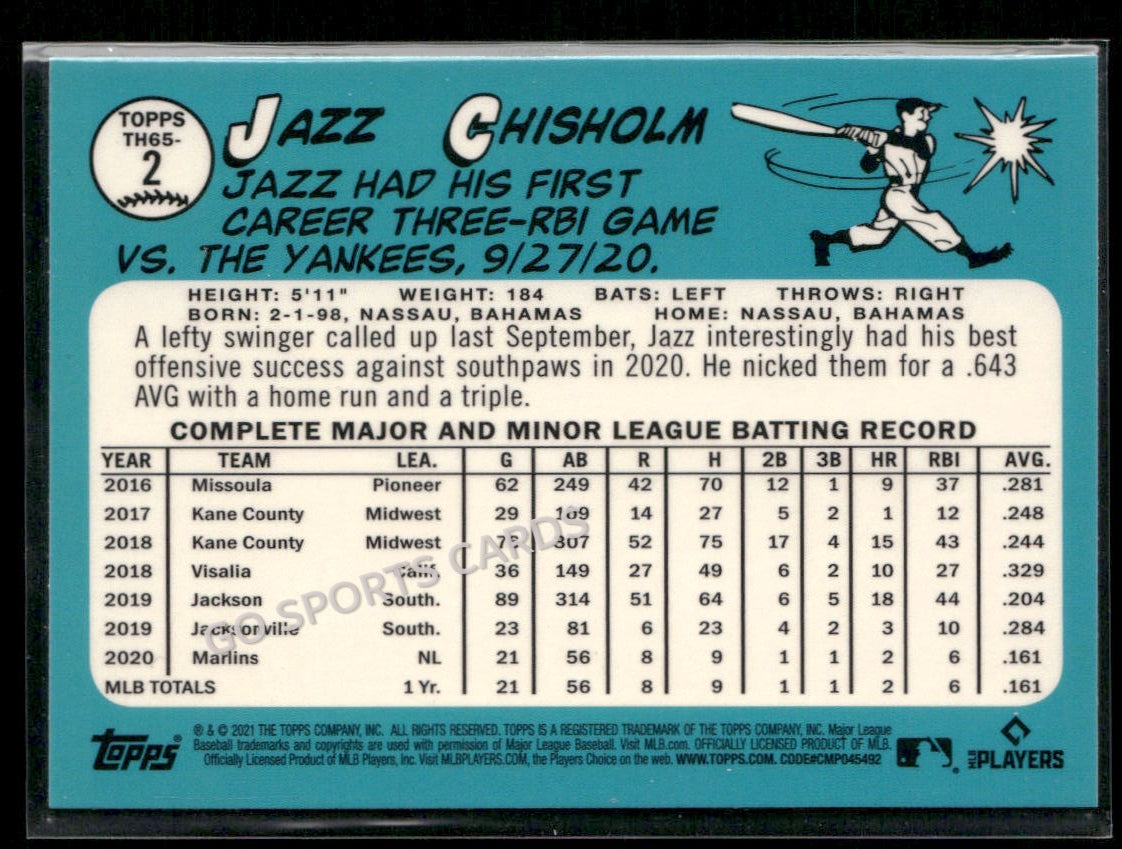 TOPPS
TH65-
2
JAZZ CHISHOLM
JAZZ HAD HIS FIRST
CAREER THREE-RBI GAME
VS. THE YANKEES, 9/27/20.
HEIGHT: 5'11" WEIGHT: 184 BATS: LEFT THROWS: RIGHT
BORN: 2-1-98, NASSAU, BAHAMAS HOME: NASSAU, BAHAMAS
A lefty swinger called up last September, Jazz interestingly had his best
offensive success against southpaws in 2020. He nicked them for a .643
AVG with a home run and a triple.
COMPLETE MAJOR AND MINOR LEAGUE BATTING RECORD
YEAR TEAM LEA. G AB R H 2B 3B HR RBI AVG.
2016 Missoula Pioneer 62 249 42 70 12 1 9 37 .281
2017 Kane County Midwest 29 109 14 27 5 2 1 12 .248
2018 Kane County Midwest 76 307 52 75 17 4 15 43 .244
2018 Visalia Calif. 36 149 27 49 6 2 10 27 .329
2019 Jackson South. 89 314 51 64 6 5 18 44 .204
2019 Jacksonville South. 23 81 6 23 4 2 3 10 .284
2020 Marlins NL 21 56 8 9 1 1 2 6 .161
MLB TOTALS 1 Yr. 21 56 8 9 1 1 2 6 .161
GO SPORTS CARDS
topps®
® & © 2021 THE TOPPS COMPANY, INC. ALL RIGHTS RESERVED. TOPPS IS A REGISTERED TRADEMARK OF THE TOPPS COMPANY, INC. Major League
Baseball trademarks and copyrights are used with permission of Major League Baseball. Visit MLB.com. OFFICIALLY LICENSED PRODUCT OF MLB
Officially Licensed Product of MLB Players, Inc. Visit MLBPLAYERS.COM, the Players Choice on the web. WWW.TOPPS.COM. CODE#CMP045492
MLB PLAYERS